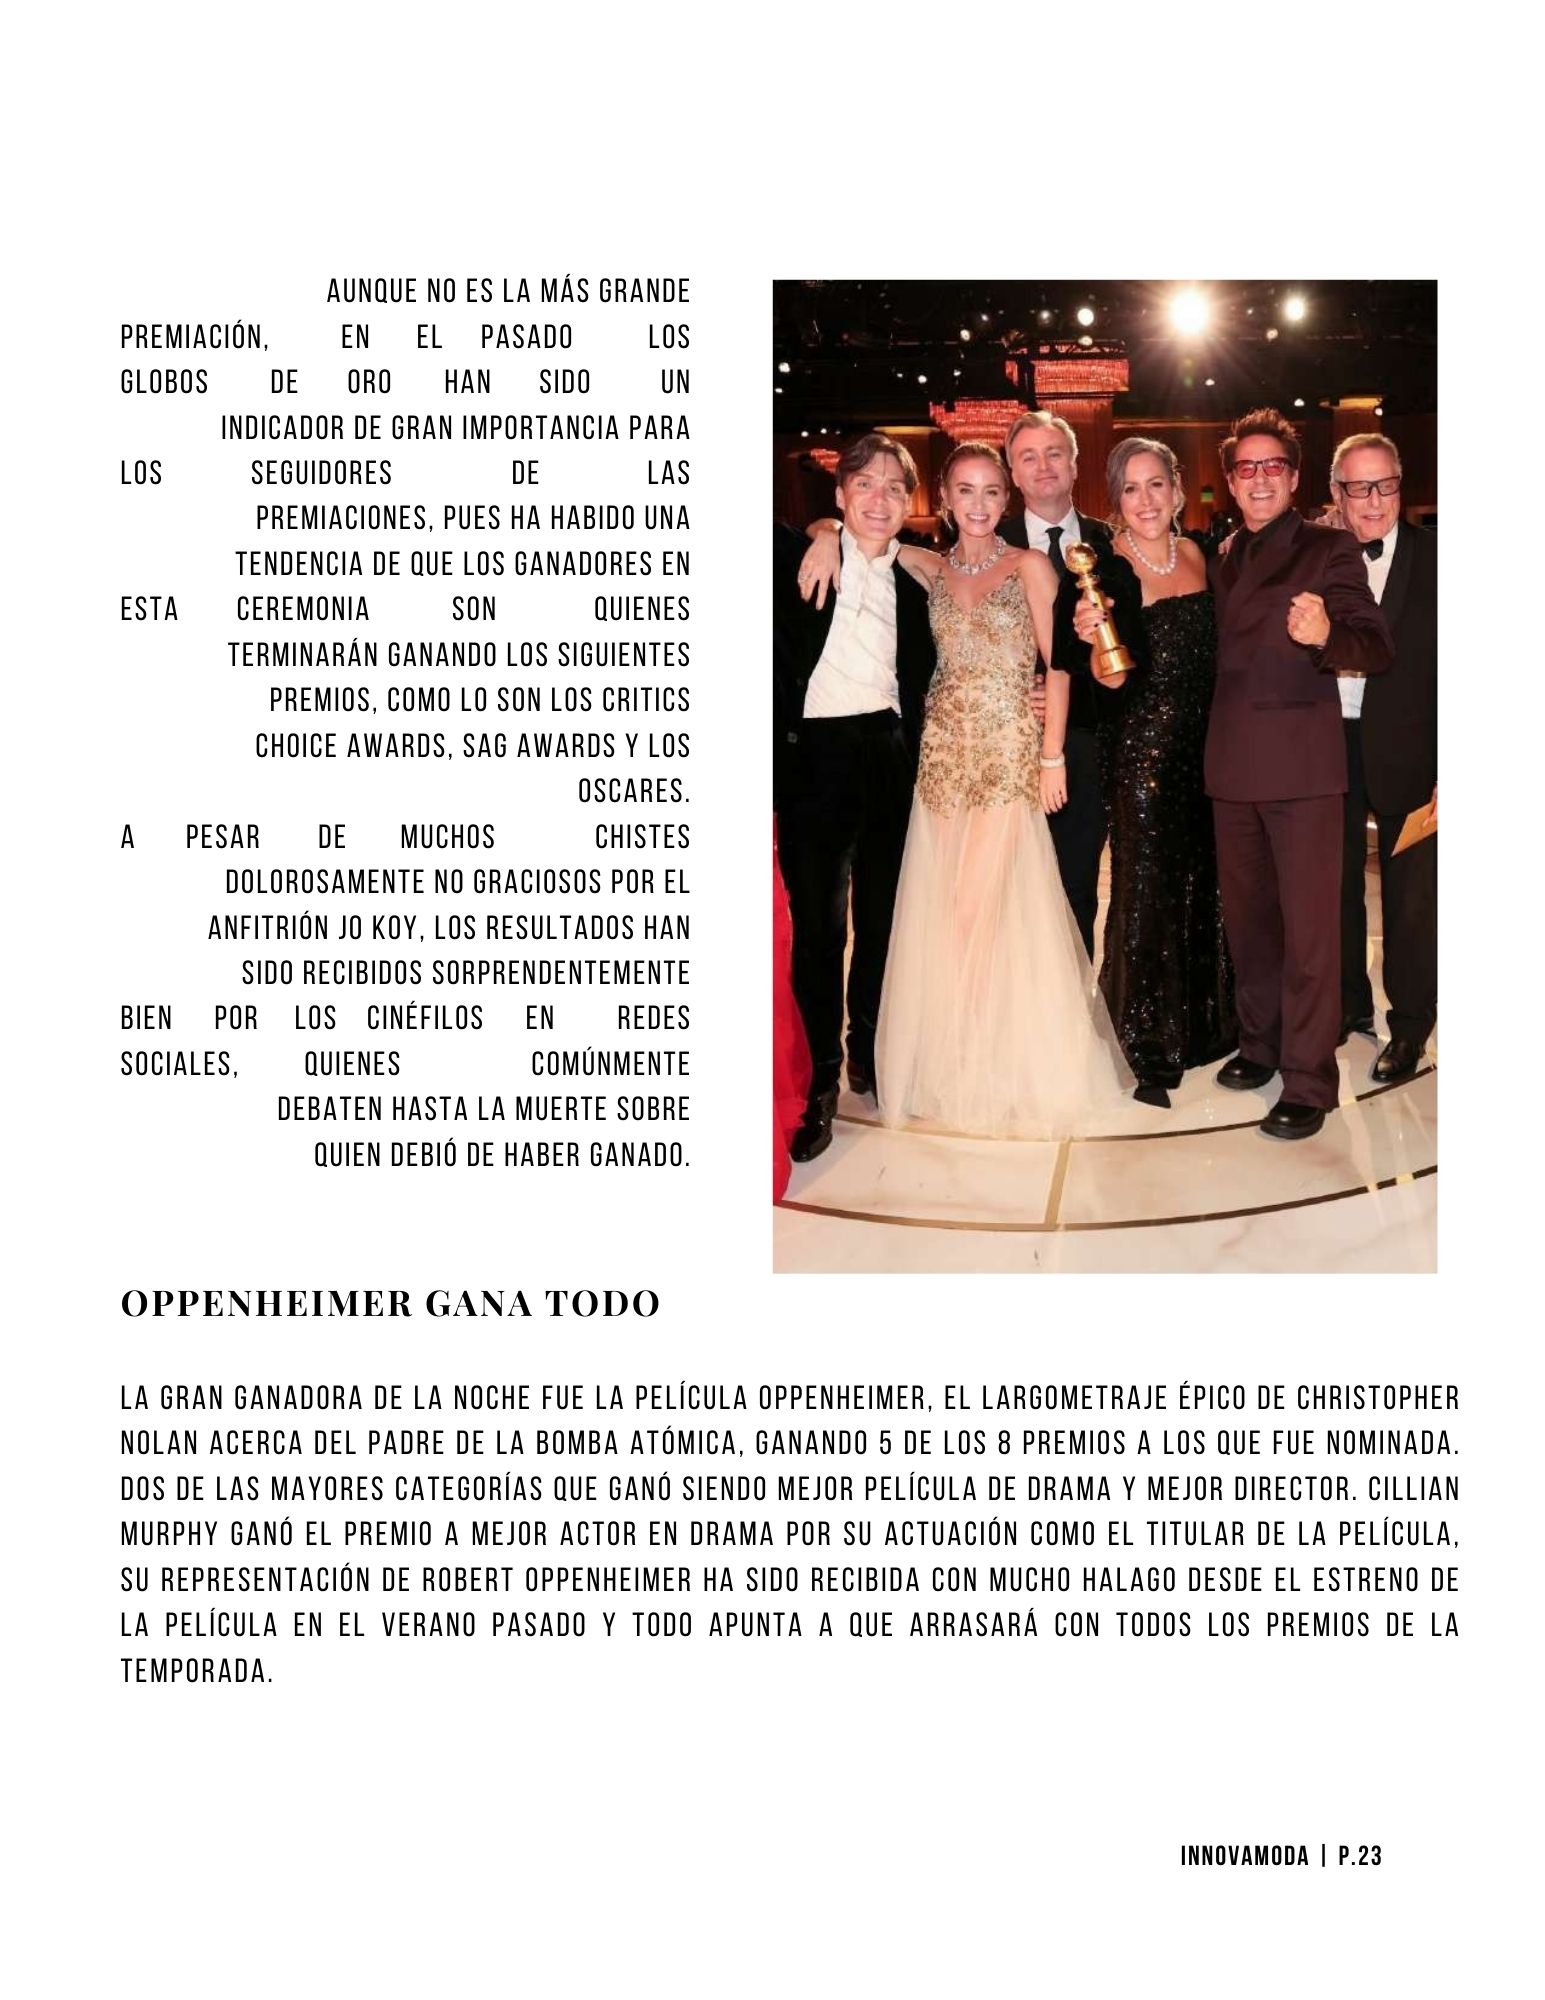 AUNQUE NO ES LA MÁS GRANDE
PREMIACIÓN, EN EL PASADO LOS
GLOBOS DE ORO HAN SIDO UN
INDICADOR DE GRAN IMPORTANCIA PARA
LOS SEGUIDORES DE LAS
PREMIACIONES, PUES HA HABIDO UNA
TENDENCIA DE QUE LOS GANADORES EN
ESTA CEREMONIA SON QUIENES
TERMINARÁN GANANDO LOS SIGUIENTES
PREMIOS, COMO LO SON LOS CRITICS
CHOICE AWARDS, SAG AWARDS Y LOS
OSCARES.
A PESAR DE MUCHOS CHISTES
DOLOROSAMENTE NO GRACIOSOS POR EL
ANFITRIÓN JO KOY, LOS RESULTADOS HAN
SIDO RECIBIDOS SORPRENDENTEMENTE
BIEN POR LOS CINÉFILOS EN REDES
SOCIALES, QUIENES COMÚNMENTE
DEBATEN HASTA LA MUERTE SOBRE
QUIEN DEBIÓ DE HABER GANADO.
OPPENHEIMER GANA TODO
LA GRAN GANADORA DE LA NOCHE FUE LA PELÍCULA OPPENHEIMER, EL LARGOMETRAJE ÉPICO DE CHRISTOPHER
NOLAN ACERCA DEL PADRE DE LA BOMBA ATÓMICA, GANANDO 5 DE LOS 8 PREMIOS A LOS QUE FUE NOMINADA.
DOS DE LAS MAYORES CATEGORÍAS QUE GANÓ SIENDO MEJOR PELÍCULA DE DRAMA Y MEJOR DIRECTOR. CILLIAN
MURPHY GANÓ EL PREMIO A MEJOR ACTOR EN DRAMA POR SU ACTUACIÓN COMO EL TITULAR DE LA PELÍCULA,
SU REPRESENTACIÓN DE ROBERT OPPENHEIMER HA SIDO RECIBIDA CON MUCHO HALAGO DESDE EL ESTRENO DE
LA PELÍCULA EN EL VERANO PASADO Y TODO APUNTA A QUE ARRASARÁ CON TODOS LOS PREMIOS DE LA
TEMPORADA.
INNOVAMODA | P.23